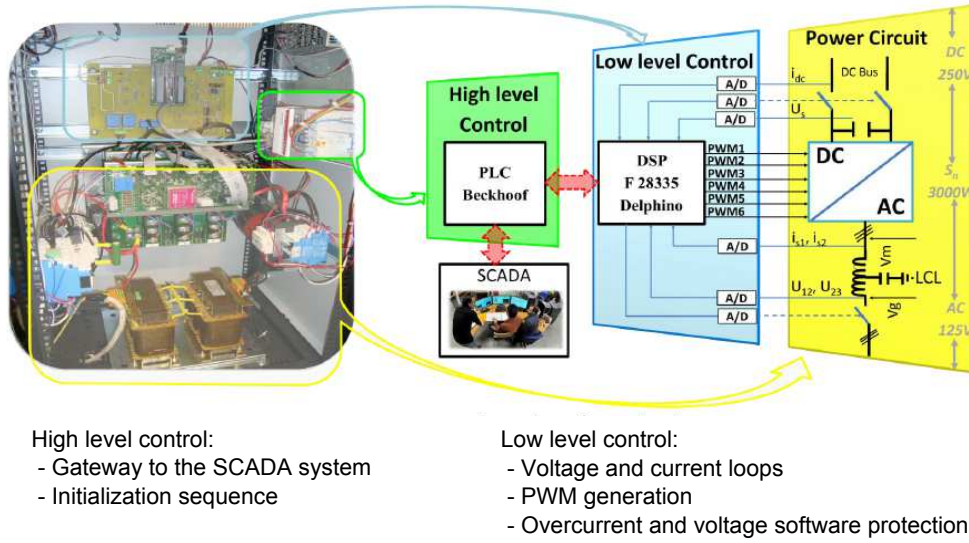 Power Circuit
DC
250V
i_dc
DC Bus
Low level Control
A/D
A/D
U_s
A/D
High level
Control
PLC
Beckhoof
DSP
F 28335
Delphino
PWM1
PWM2
PWM3
PWM4
PWM5
PWM6
DC
AC
S_n
3000W
i_s1, i_s2
A/D
Vm
LCL
SCADA
U_12, U_23
A/D
A/D
Vg
AC
125V
High level control:
- Gateway to the SCADA system
- Initialization sequence
Low level control:
- Voltage and current loops
- PWM generation
- Overcurrent and voltage software protection